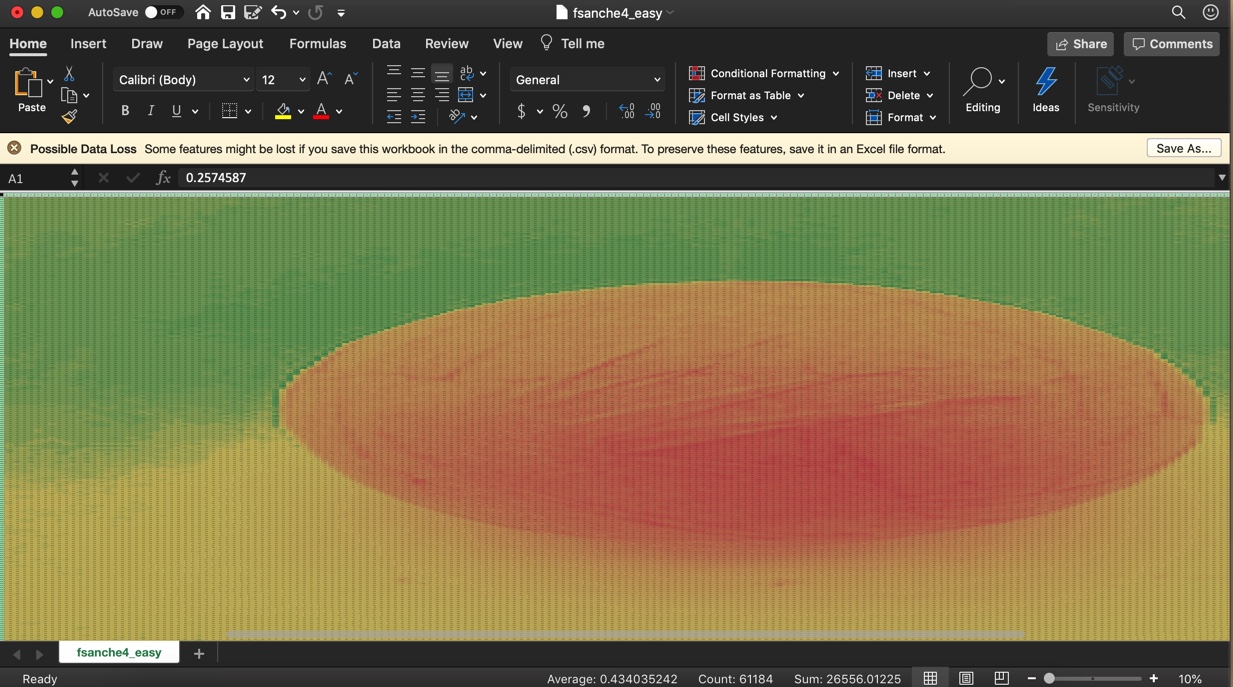 AutoSave OFF
fsanche4_easy
Home Insert Draw Page Layout Formulas Data Review View Tell me
Share Comments
Paste
Calibri (Body) 12 A A
B I U A
ab
General
$ % 9 .00 .00
Conditional Formatting
Format as Table
Cell Styles
Insert
Delete
Format
Editing
Ideas
Sensitivity
Possible Data Loss Some features might be lost if you save this workbook in the comma-delimited (.csv) format. To preserve these features, save it in an Excel file format. Save As...
A1 fx 0.2574587
fsanche4_easy +
Ready Average: 0.434035242 Count: 61184 Sum: 26556.01225 − + 10%